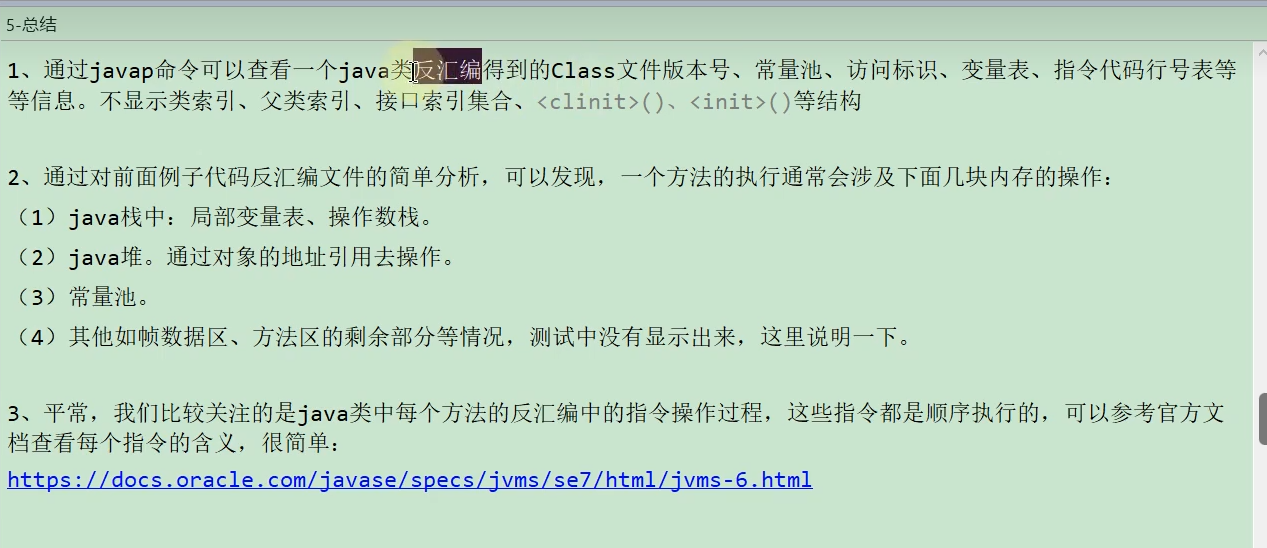 5-总结
1、通过javap命令可以查看一个java类反汇编得到的Class文件版本号、常量池、访问标识、变量表、指令代码行号表等
等信息。不显示类索引、父类索引、接口索引集合、<clinit>()、<init>()等结构
2、通过对前面例子代码反汇编文件的简单分析，可以发现，一个方法的执行通常会涉及下面几块内存的操作：
（1）java栈中：局部变量表、操作数栈。
（2）java堆。通过对象的地址引用去操作。
（3）常量池。
（4）其他如帧数据区、方法区的剩余部分等情况，测试中没有显示出来，这里说明一下。
3、平常，我们比较关注的是java类中每个方法的反汇编中的指令操作过程，这些指令都是顺序执行的，可以参考官方文
档查看每个指令的含义，很简单：
https://docs.oracle.com/javase/specs/jvms/se7/html/jvms-6.html